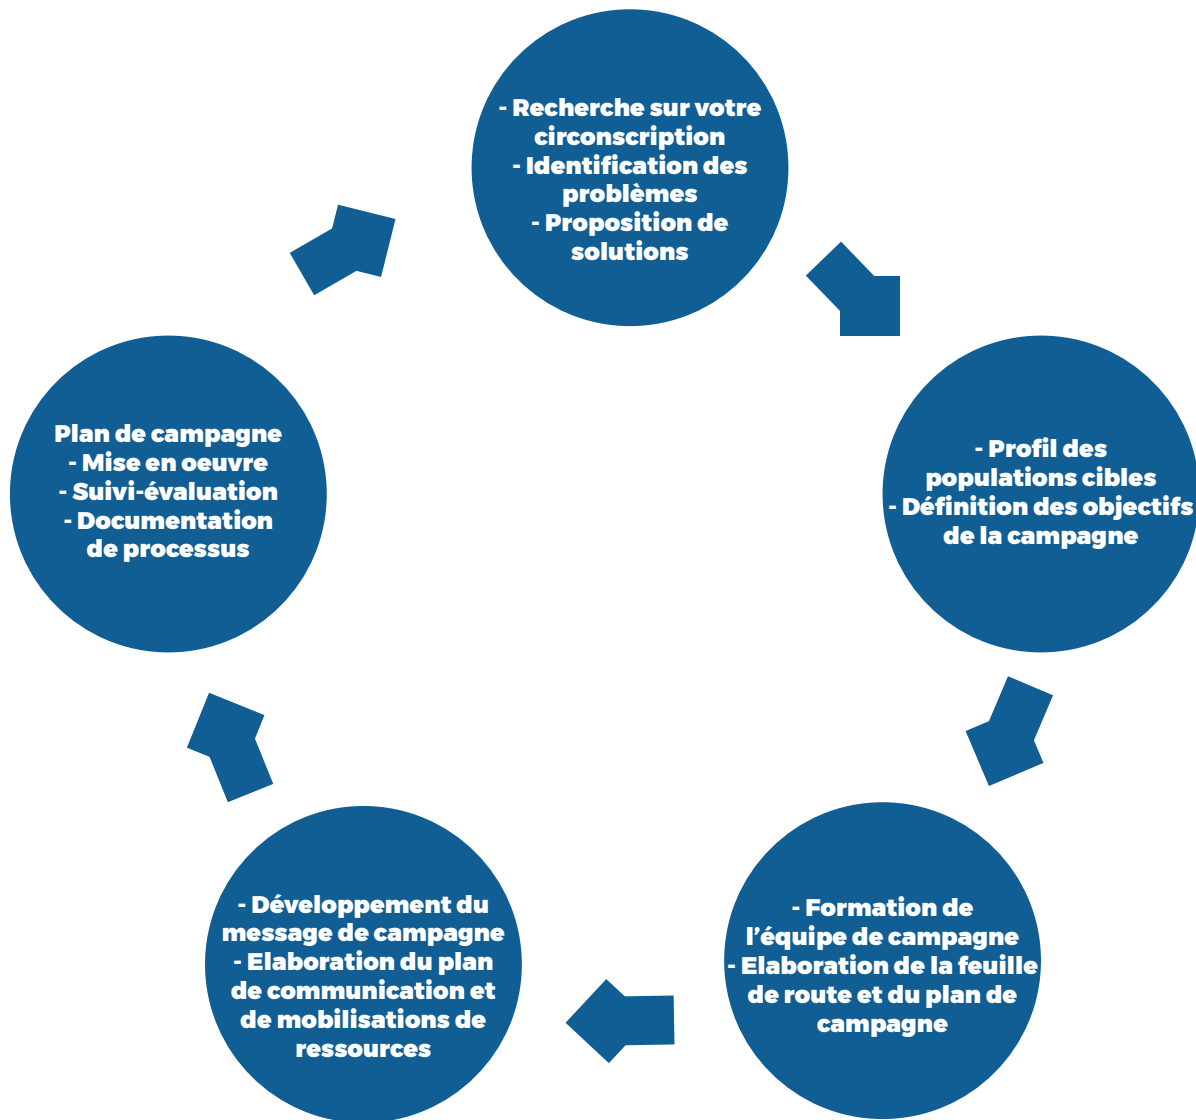 - Recherche sur votre
circonscription
- Identification des
problèmes
- Proposition de
solutions
- Profil des
populations cibles
- Définition des objectifs
de la campagne
- Formation de
l’équipe de campagne
- Elaboration de la feuille
de route et du plan de
campagne
- Développement du
message de campagne
- Elaboration du plan
de communication et
de mobilisations de
ressources
Plan de campagne
- Mise en oeuvre
- Suivi-évaluation
- Documentation
de processus